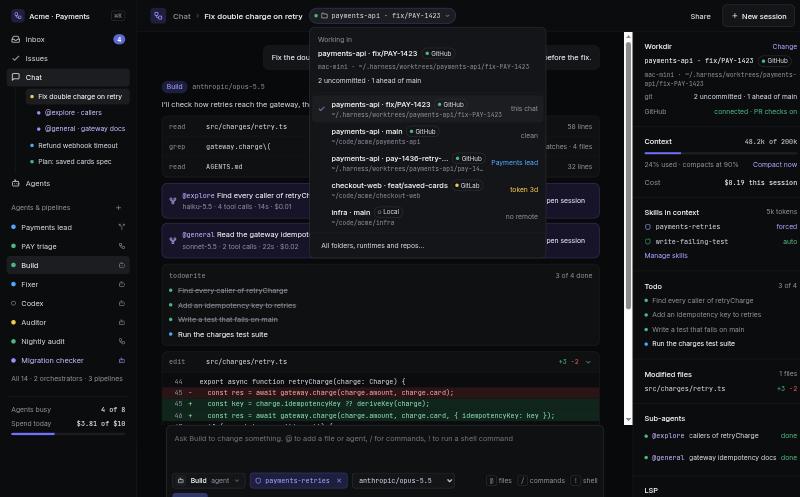 Acme · Payments
⌘K
Inbox
4
Issues
Chat
Fix double charge on retry
@explore · callers
@general · gateway docs
Refund webhook timeout
Plan: saved cards spec
Agents
Agents & pipelines
+
Payments lead
PAY triage
Build
Fixer
Codex
Auditor
Nightly audit
Migration checker
All 14 · 2 orchestrators · 3 pipelines
Agents busy
4 of 8
Spend today
$3.81 of $10
Chat › Fix double charge on retry
payments-api · fix/PAY-1423
Share
+ New session
Working in
payments-api · fix/PAY-1423 GitHub
mac-mini · ~/.harness/worktrees/payments-api/fix-PAY-1423
2 uncommitted · 1 ahead of main
payments-api · fix/PAY-1423 GitHub
~/.harness/worktrees/payments-api/fix-PAY-1423
this chat
payments-api · main GitHub
~/code/acme/payments-api
clean
payments-api · pay-1436-retry-... GitHub
~/.harness/worktrees/payments-api/pay-14...
Payments lead
checkout-web · feat/saved-cards GitLab
~/code/acme/checkout-web
token 3d
infra · main Local
~/code/acme/infra
no remote
All folders, runtimes and repos...
Fix the dou
before the fix.
Build anthropic/opus-5.5
I'll check how retries reach the gateway, th
read src/charges/retry.ts
58 lines
grep gateway.charge\(
atches · 4 files
read AGENTS.md
32 lines
@explore Find every caller of retryC
haiku-5.5 · 4 tool calls · 14s · $0.01
pen session
@general Read the gateway idempot
sonnet-5.5 · 2 tool calls · 22s · $0.02
pen session
todowrite
3 of 4 done
Find every caller of retryCharge
Add an idempotency key to retries
Write a test that fails on main
Run the charges test suite
edit src/charges/retry.ts
+3 -2
44 export async function retryCharge(charge: Charge) {
45 - const res = await gateway.charge(charge.amount, charge.card);
45 + const key = charge.idempotencyKey ?? deriveKey(charge);
46 + const res = await gateway.charge(charge.amount, charge.card, { idempotencyKey: key });
Ask Build to change something. @ to add a file or agent, / for commands, ! to run a shell command
Build agent
payments-retries ×
anthropic/opus-5.5
@ files / commands ! shell
Workdir
Change
payments-api · fix/PAY-1423 GitHub
mac-mini · ~/.harness/worktrees/payments-
api/fix-PAY-1423
git
2 uncommitted · 1 ahead of main
GitHub
connected · PR checks on
Context
48.2k of 200k
24% used · compacts at 90%
Compact now
Cost
$0.19 this session
Skills in context
5k tokens
payments-retries
forced
write-failing-test
auto
Manage skills
Todo
3 of 4
Find every caller of retryCharge
Add an idempotency key to retries
Write a test that fails on main
Run the charges test suite
Modified files
1 file
src/charges/retry.ts
+3 -2
Sub-agents
@explore callers of retryCharge
done
@general gateway idempotency docs
done
LSP